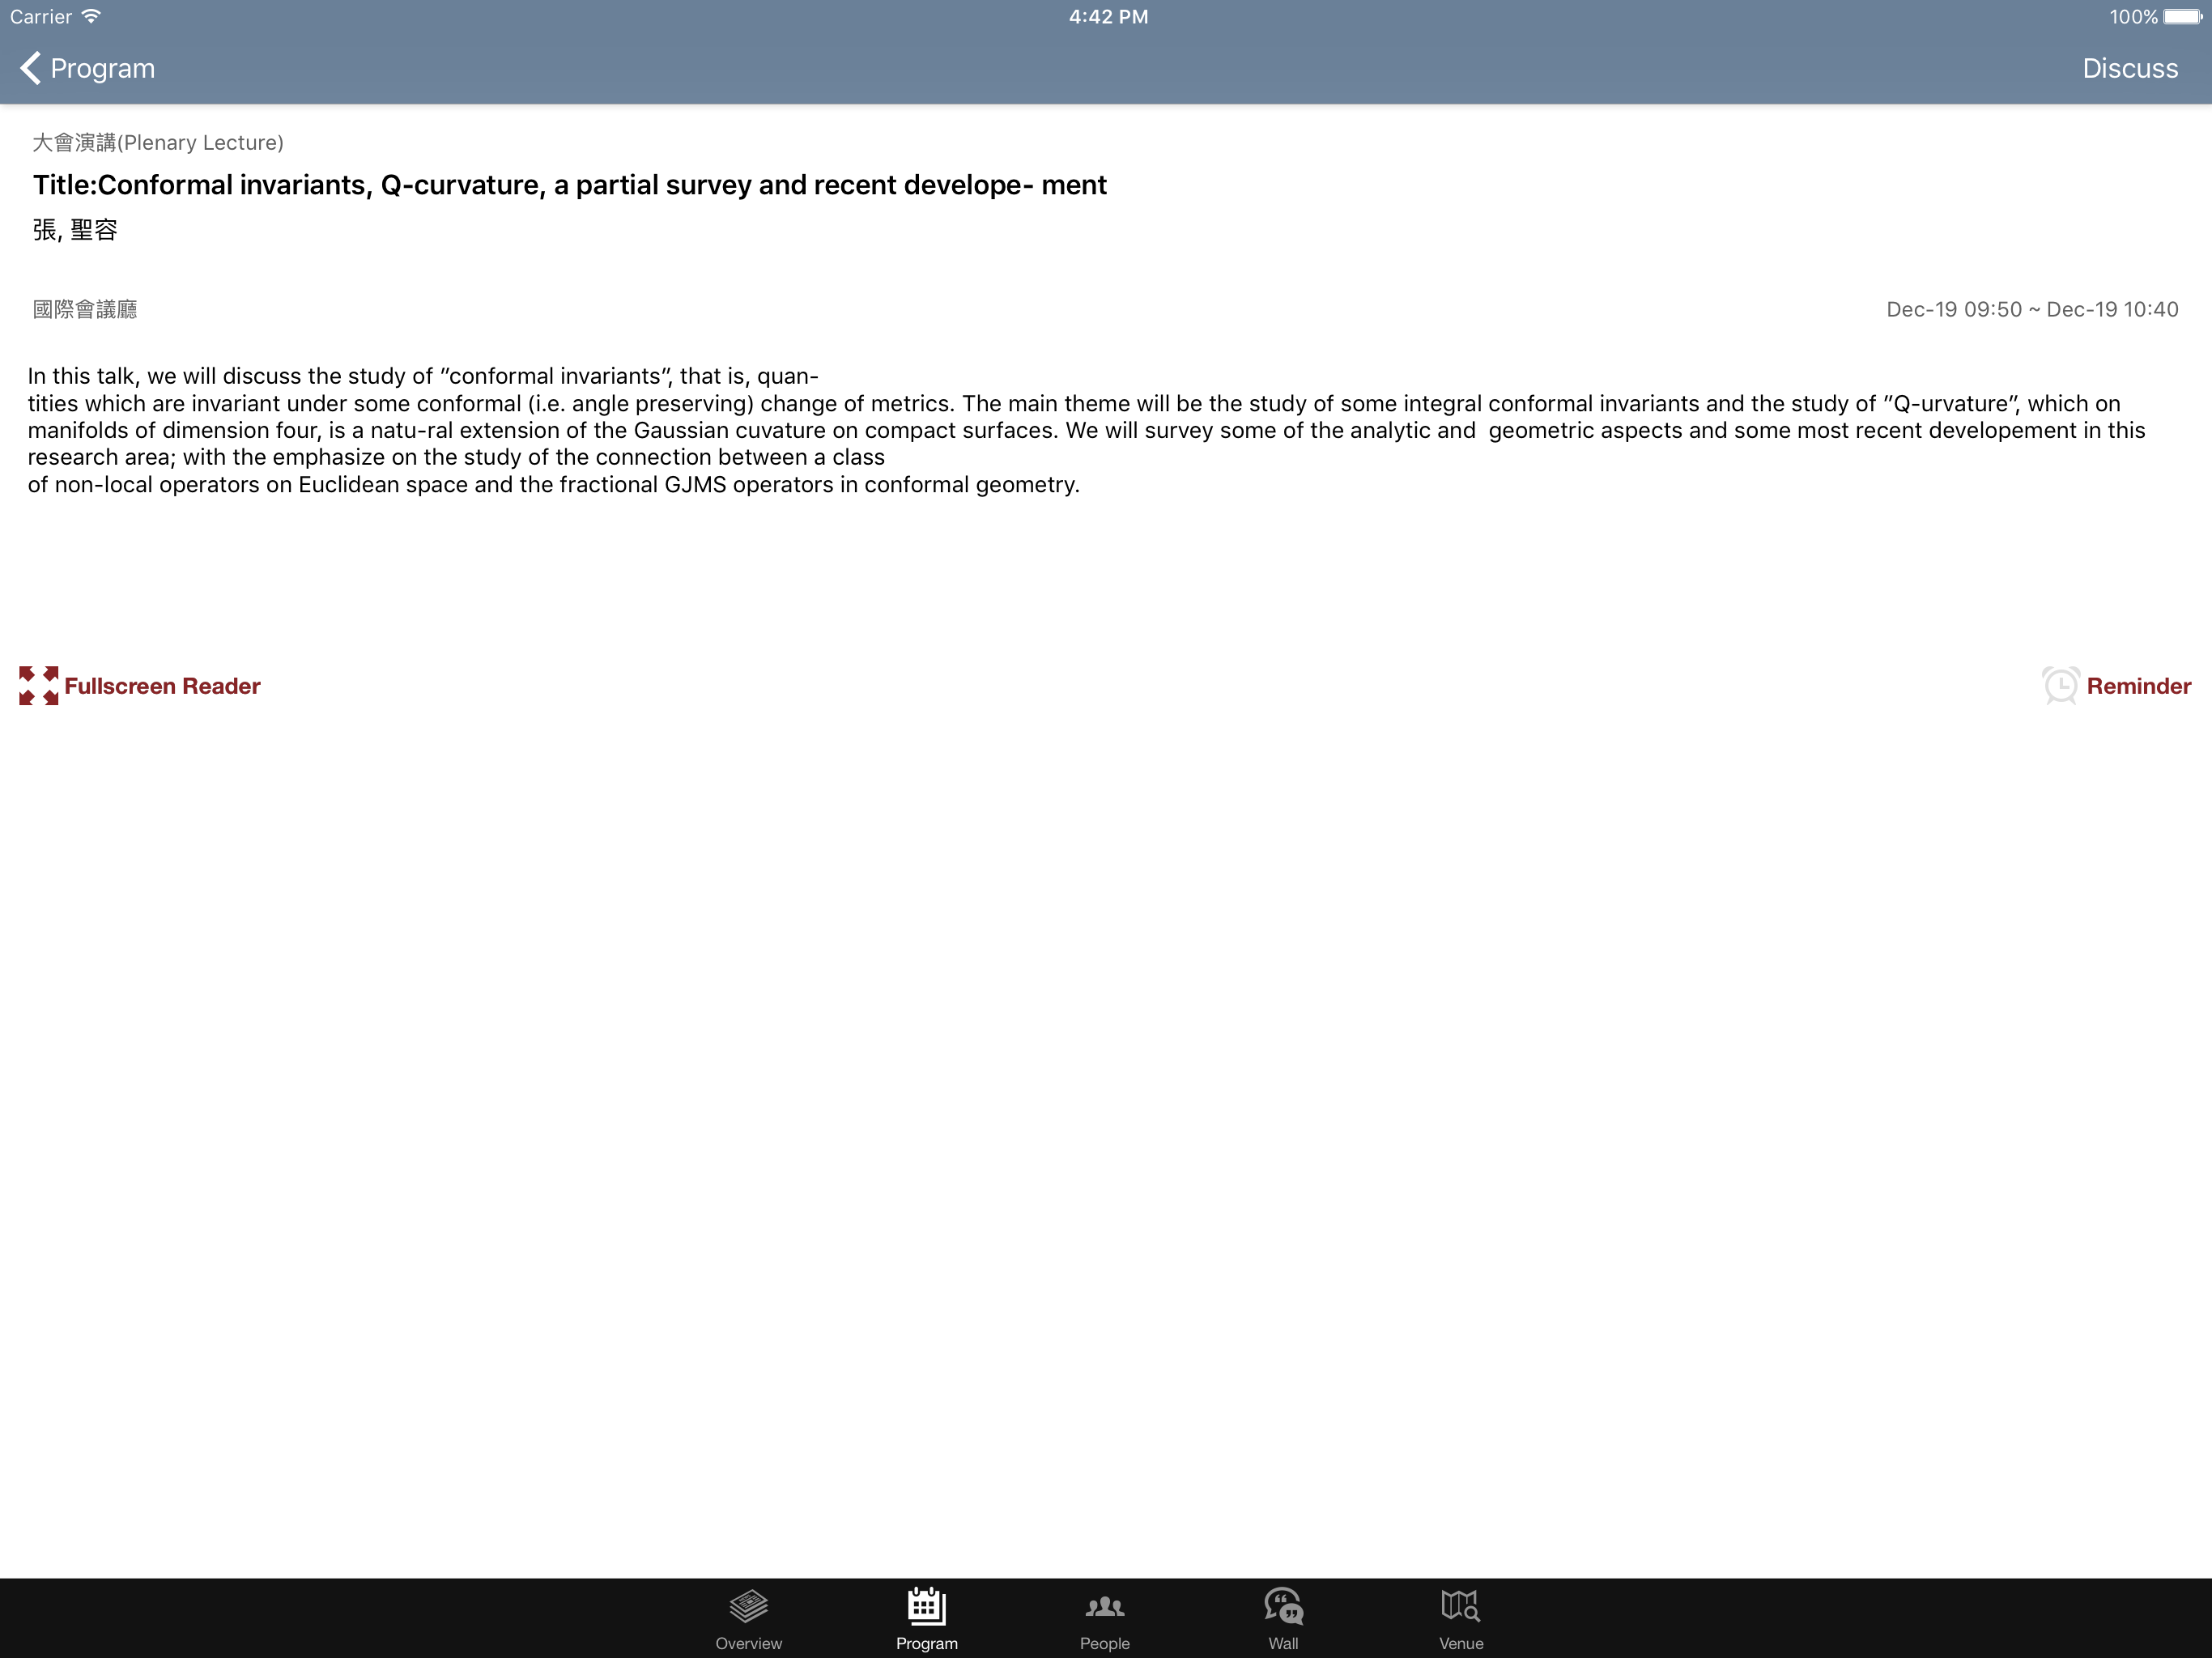 Carrier 4:42 PM 100%
Program Discuss
大會演講(Plenary Lecture)
Title:Conformal invariants, Q-curvature, a partial survey and recent develope- ment
張, 聖容
國際會議廳 Dec-19 09:50 ~ Dec-19 10:40
In this talk, we will discuss the study of ”conformal invariants”, that is, quan-
tities which are invariant under some conformal (i.e. angle preserving) change of metrics. The main theme will be the study of some integral conformal invariants and the study of ”Q-urvature”, which on
manifolds of dimension four, is a natu-ral extension of the Gaussian cuvature on compact surfaces. We will survey some of the analytic and  geometric aspects and some most recent developement in this
research area; with the emphasize on the study of the connection between a class
of non-local operators on Euclidean space and the fractional GJMS operators in conformal geometry.
Fullscreen Reader Reminder
Overview Program People Wall Venue